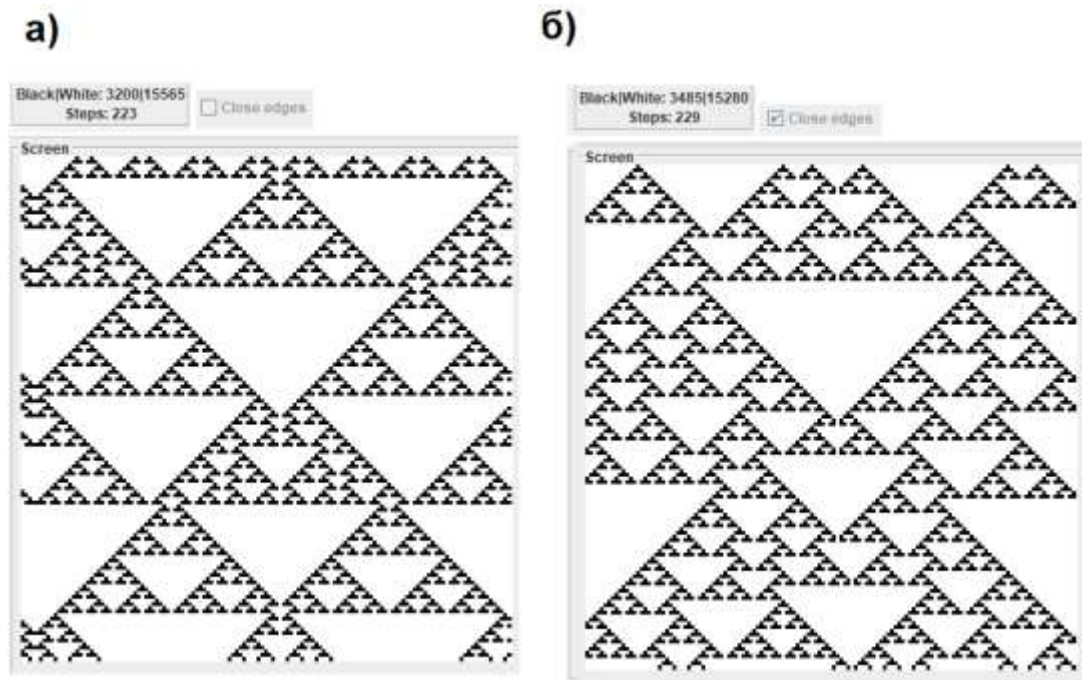 а)
б)
Black|White: 3200|15565
Steps: 223
Close edges
Black|White: 3485|15280
Steps: 229
Close edges
Screen
Screen